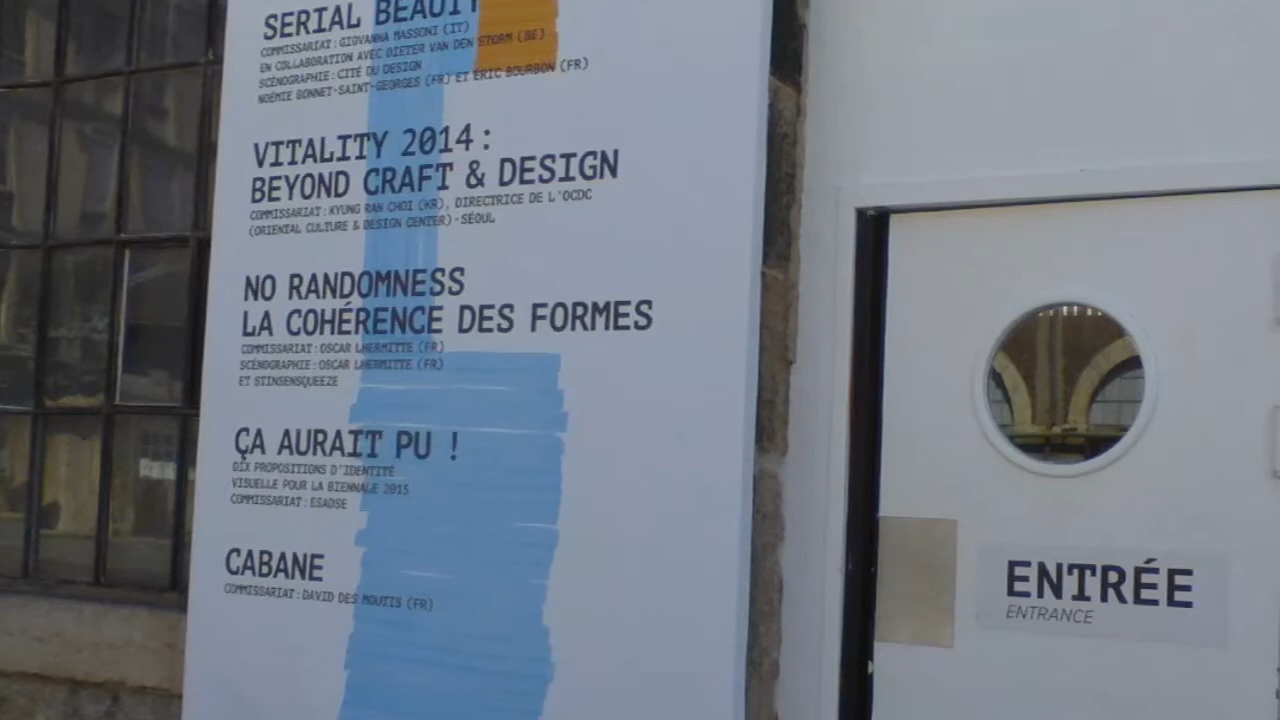 SERIAL BEAUTY
COMMISSARIAT : GIOVANNA MASSONI (IT)
EN COLLABORATION AVEC DIETER VAN DEN STORM (BE)
SCÉNOGRAPHIE : CITÉ DU DESIGN
NOÉMIE BONNET-SAINT-GEORGES (FR) ET ERIC BOURBON (FR)
VITALITY 2014 :
BEYOND CRAFT & DESIGN
COMMISSARIAT : KYUNG RAN CHOI (KR), DIRECTRICE DE L'OCDC
(ORIENTAL CULTURE & DESIGN CENTER) - SÉOUL
NO RANDOMNESS
LA COHÉRENCE DES FORMES
COMMISSARIAT : OSCAR LHERMITTE (FR)
SCÉNOGRAPHIE : OSCAR LHERMITTE (FR)
ET STINSENSQUEEZE
ÇA AURAIT PU !
DIX PROPOSITIONS D'IDENTITÉ
VISUELLE POUR LA BIENNALE 2015
COMMISSARIAT : ESADSE
CABANE
COMMISSARIAT : DAVID DES MOUTIS (FR)
ENTRÉE
ENTRANCE